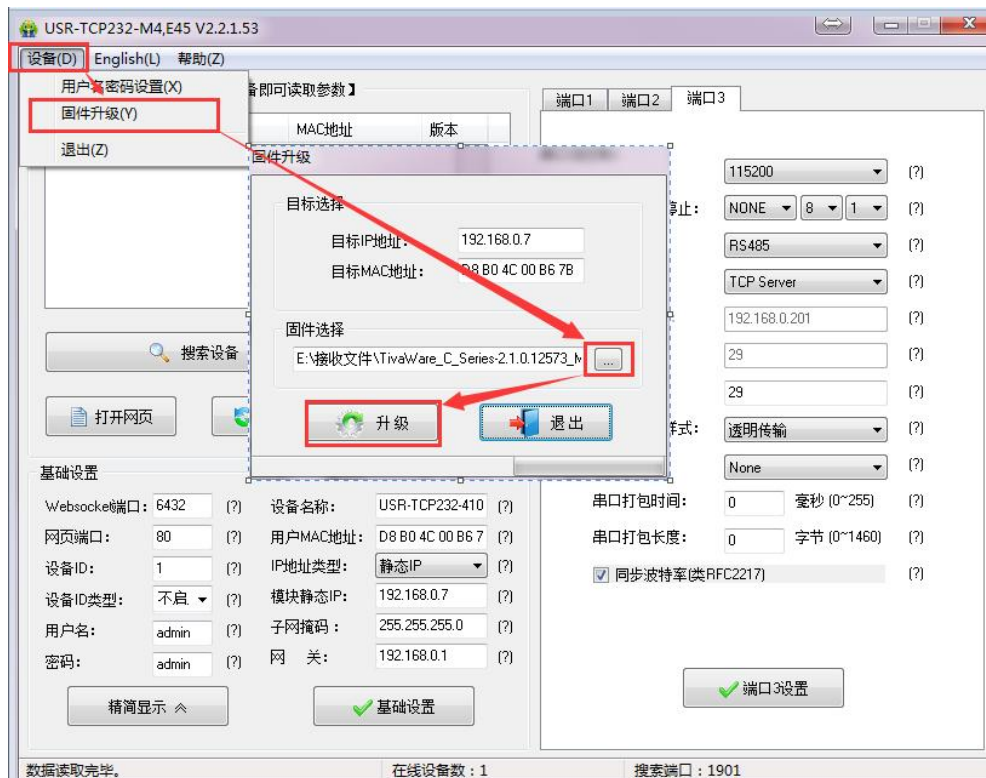 USR-TCP232-M4,E45 V2.2.1.53
设备(D) English(L) 帮助(Z)
用户名密码设置(X)
备即可读取参数】
固件升级(Y)
退出(Z)
MAC地址 版本
端口1 端口2 端口3
固件升级
目标选择
目标IP地址: 192.168.0.7
目标MAC地址: D8 B0 4C 00 B6 7B
固件选择
E:\接收文件\TivaWare_C_Series-2.1.0.12573_M
...
升级 退出
115200 (?)
停止: NONE 8 1 (?)
RS485 (?)
TCP Server (?)
192.168.0.201 (?)
29 (?)
29 (?)
样式: 透明传输 (?)
None (?)
串口打包时间: 0 毫秒 (0~255) (?)
串口打包长度: 0 字节 (0~1460) (?)
同步波特率(类RFC2217) (?)
端口3设置
搜索设备
打开网页
基础设置
Websocket端口: 6432 (?) 设备名称: USR-TCP232-410 (?)
网页端口: 80 (?) 用户MAC地址: D8 B0 4C 00 B6 7 (?)
设备ID: 1 (?) IP地址类型: 静态IP (?)
设备ID类型: 不启 (?) 模块静态IP: 192.168.0.7 (?)
用户名: admin (?) 子网掩码: 255.255.255.0 (?)
密码: admin (?) 网 关: 192.168.0.1 (?)
精简显示 基础设置
数据读取完毕。 在线设备数:1 搜索端口:1901